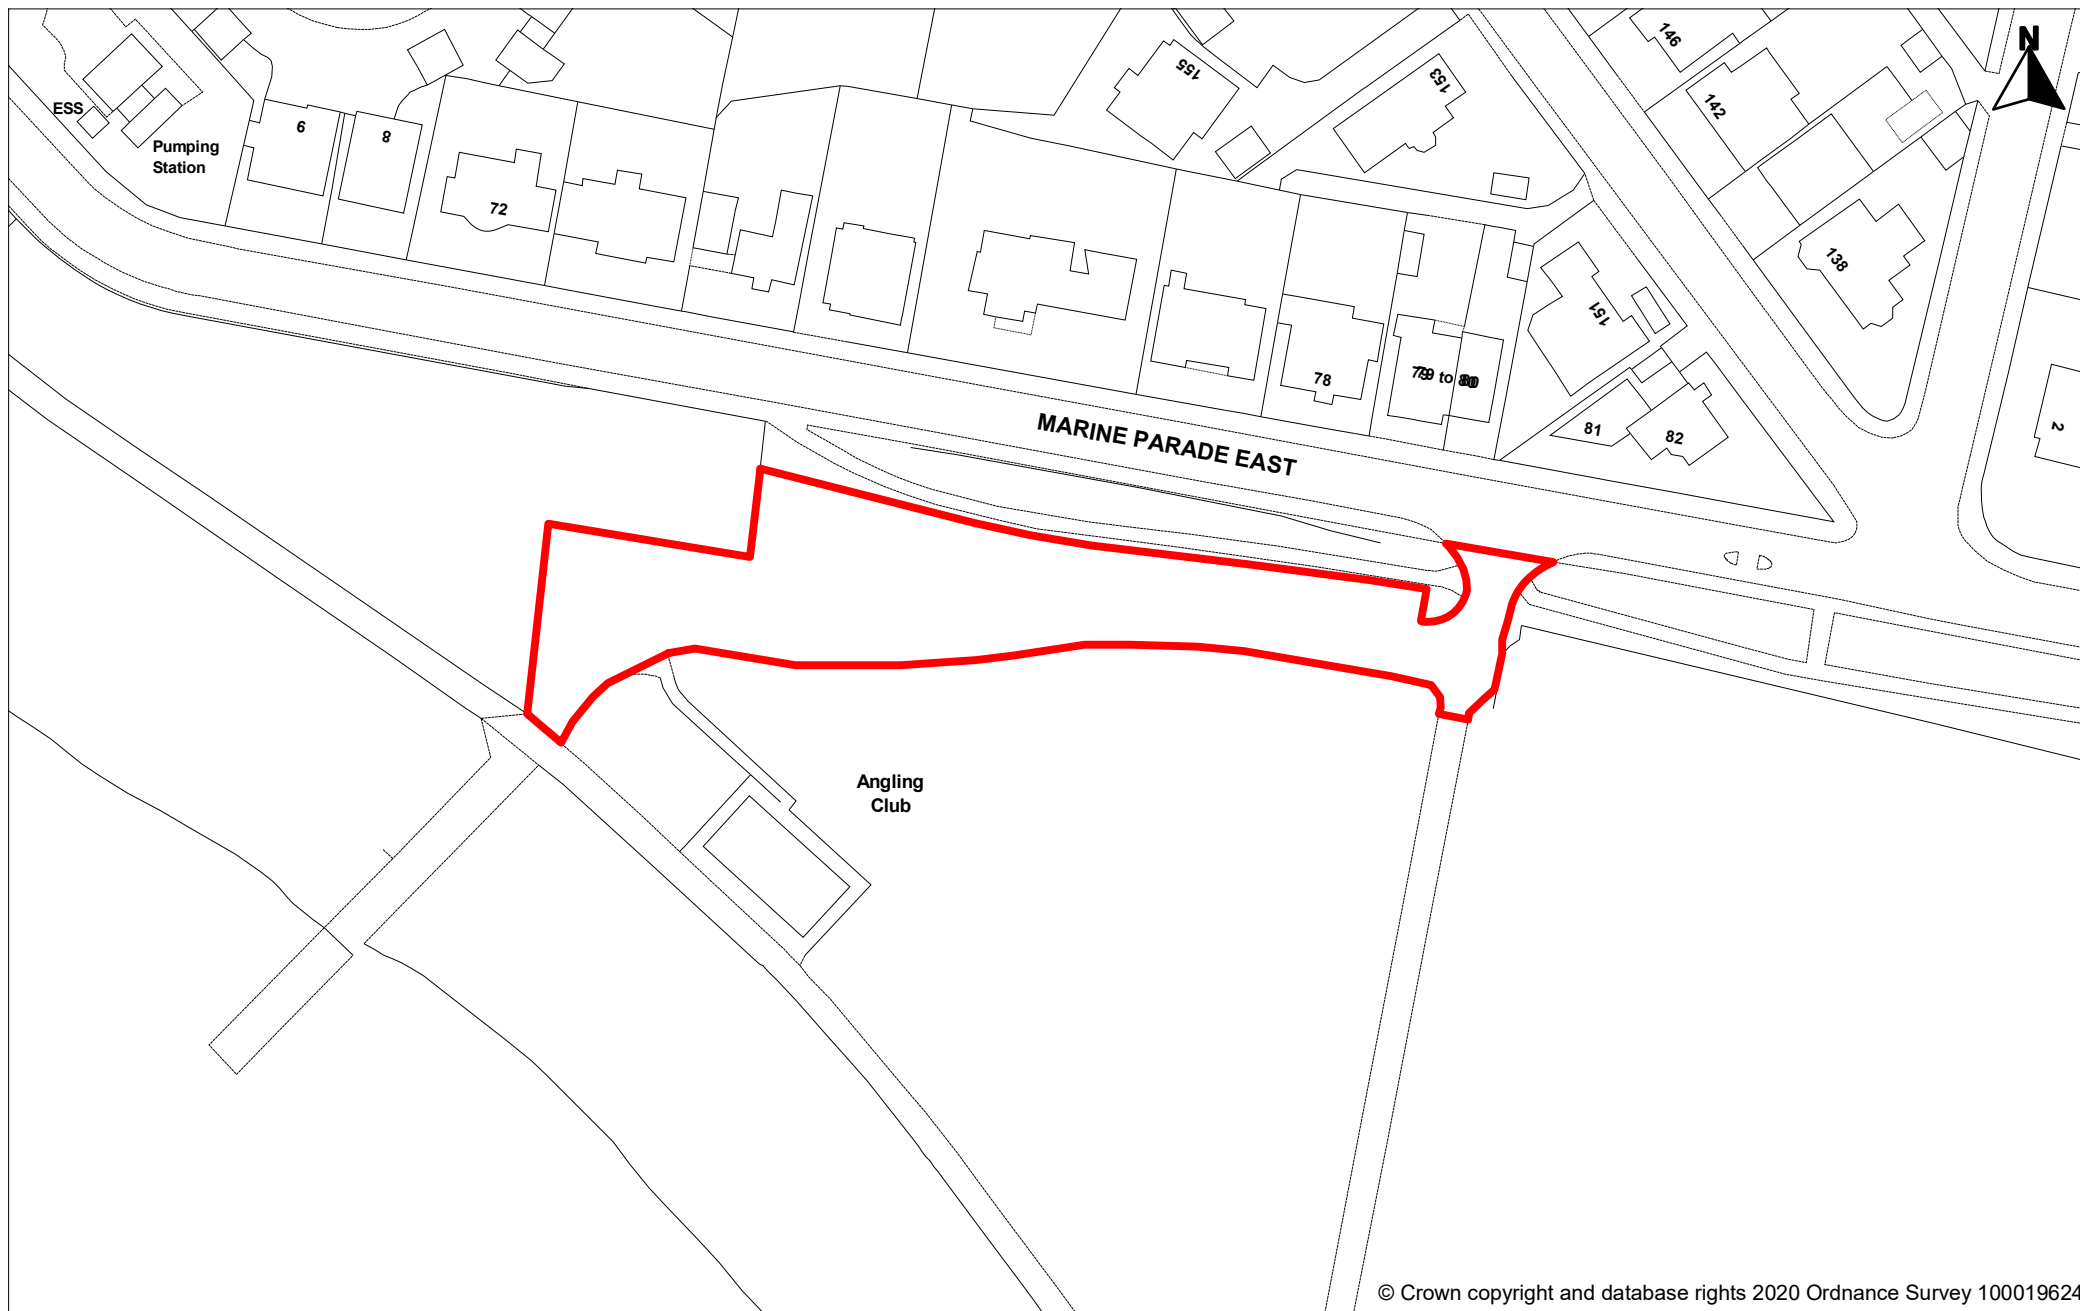 146
N
155
153
142
ESS
6
8
Pumping
Station
72
138
151
78
79 to 80
MARINE PARADE EAST
81
82
2
Angling
Club
© Crown copyright and database rights 2020 Ordnance Survey 100019624